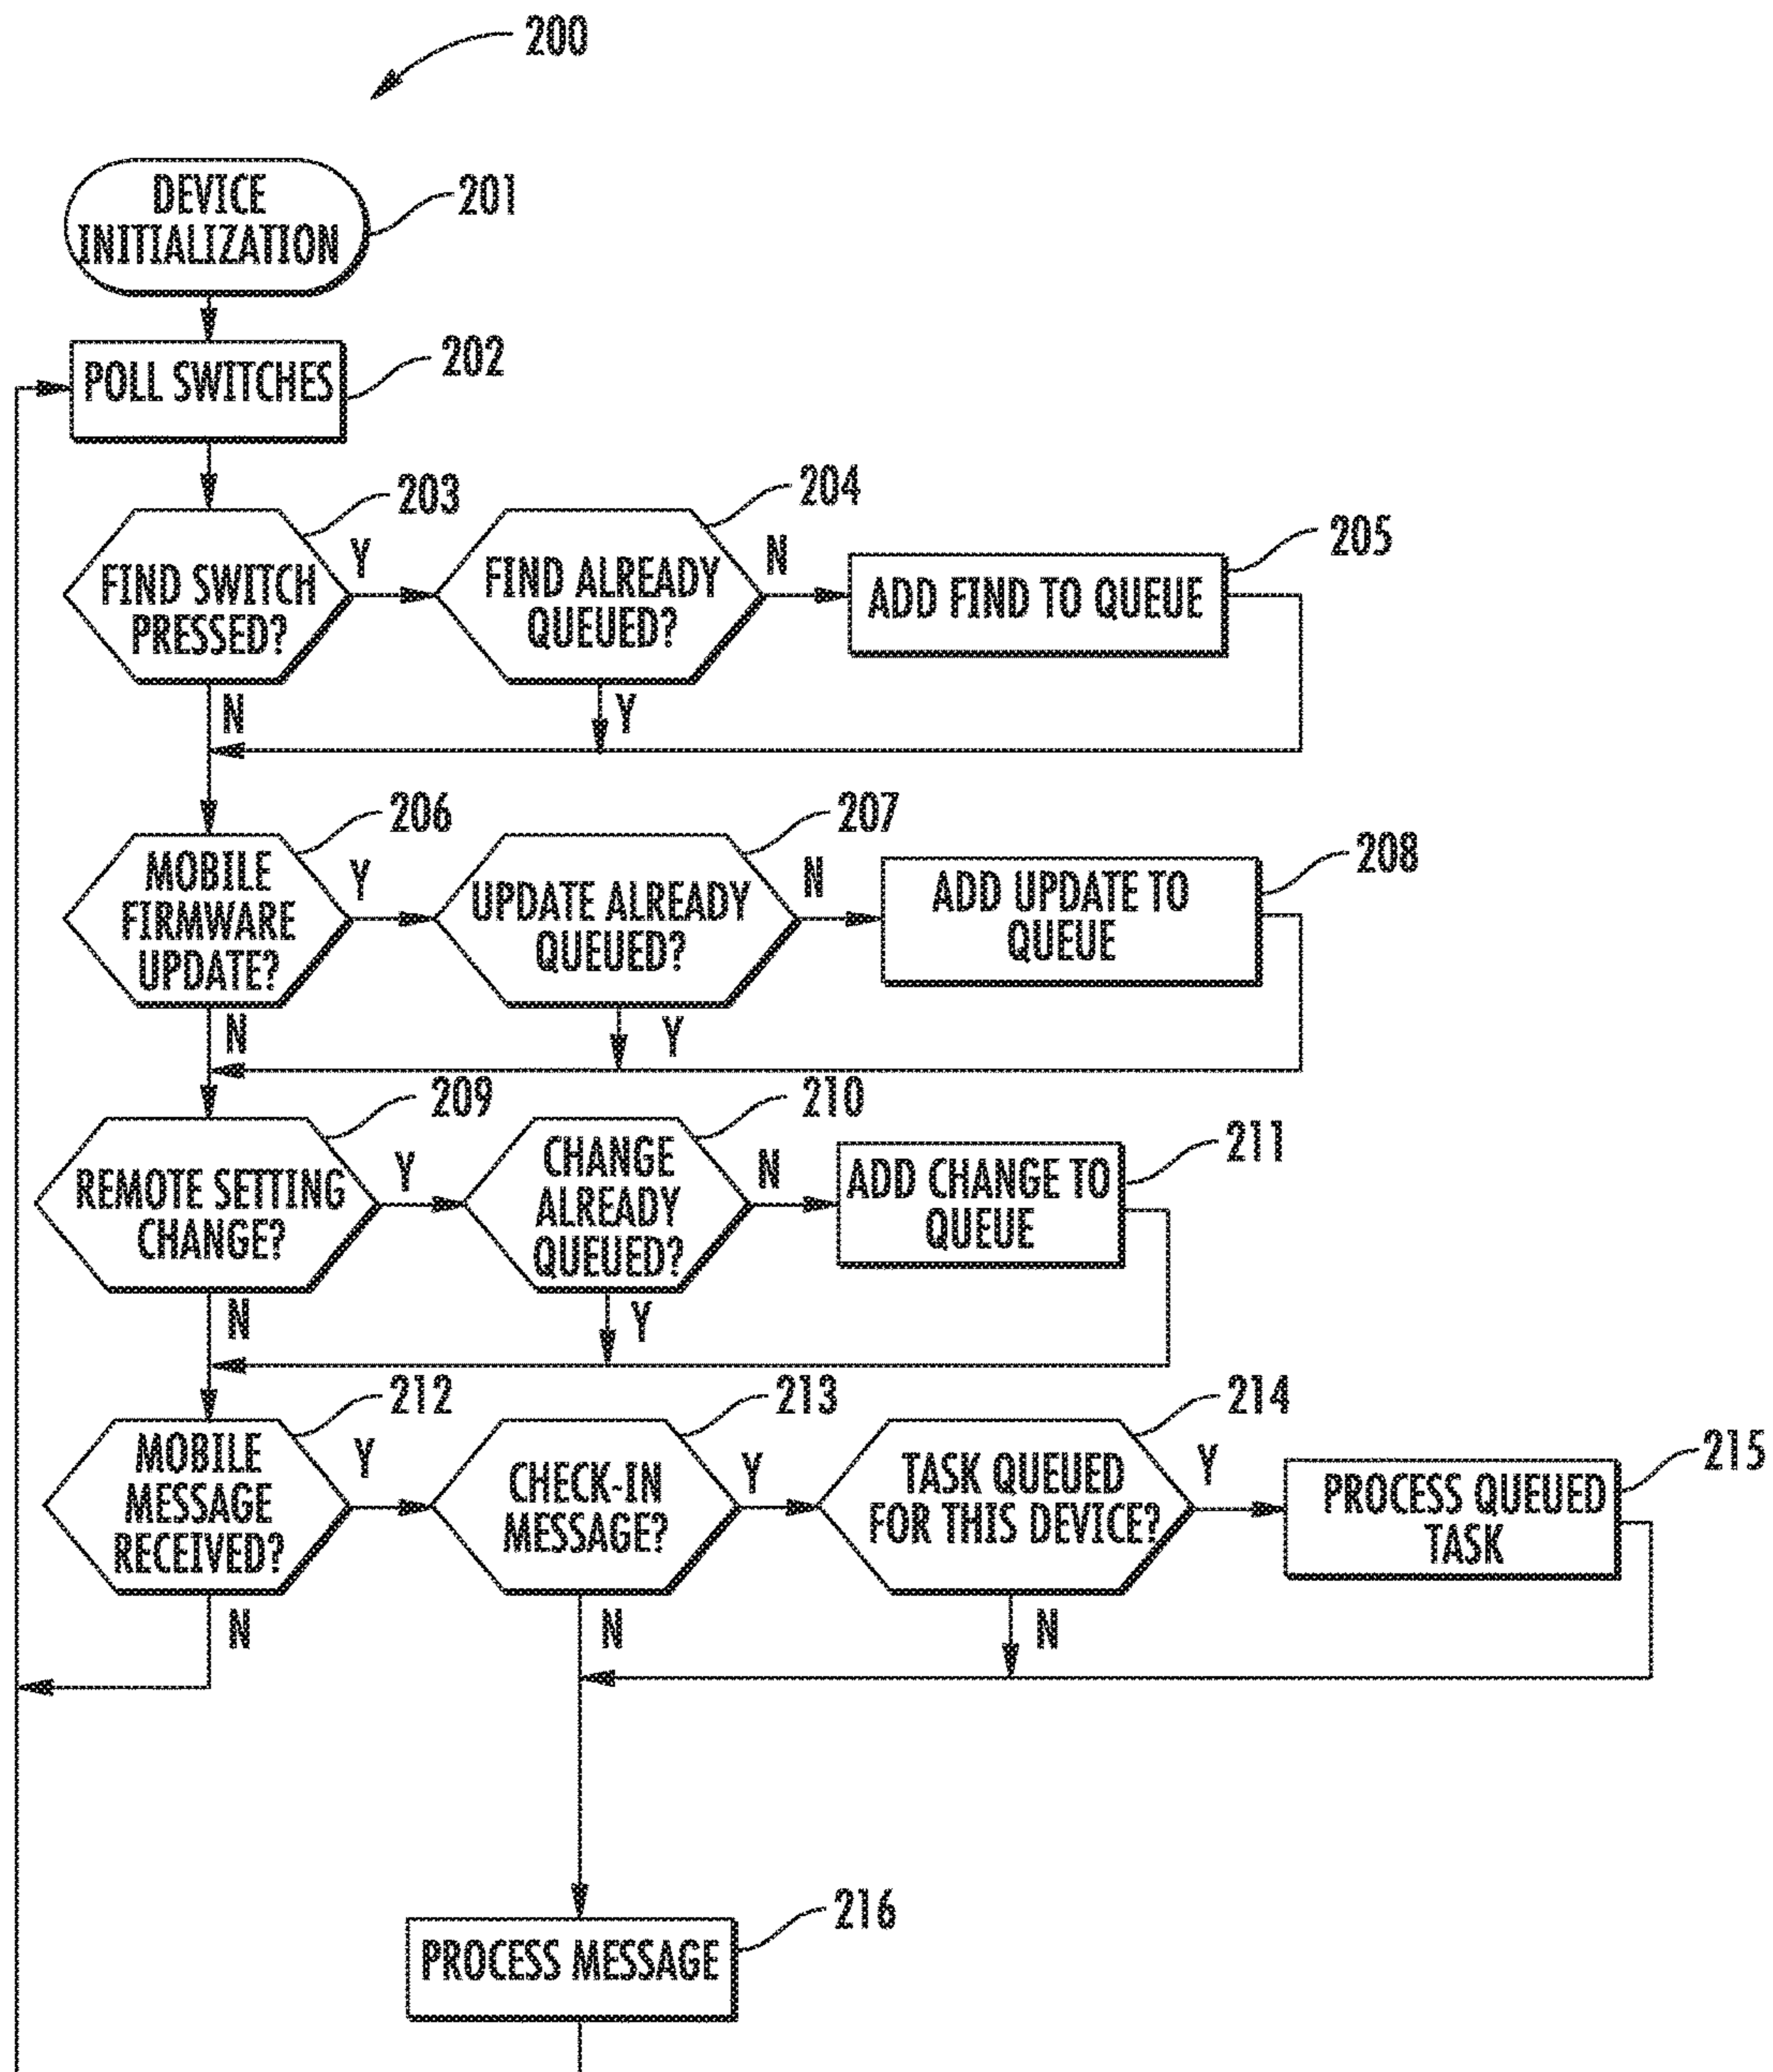 200
DEVICE
INITIALIZATION
201
POLL SWITCHES
202
203
FIND SWITCH
PRESSED?
Y
N
204
FIND ALREADY
QUEUED?
N
Y
205
ADD FIND TO QUEUE
206
MOBILE
FIRMWARE
UPDATE?
Y
N
207
UPDATE ALREADY
QUEUED?
N
Y
208
ADD UPDATE TO
QUEUE
209
REMOTE SETTING
CHANGE?
Y
N
210
CHANGE
ALREADY
QUEUED?
N
Y
211
ADD CHANGE TO
QUEUE
212
MOBILE
MESSAGE
RECEIVED?
Y
N
213
CHECK-IN
MESSAGE?
Y
N
214
TASK QUEUED
FOR THIS DEVICE?
Y
N
215
PROCESS QUEUED
TASK
216
PROCESS MESSAGE